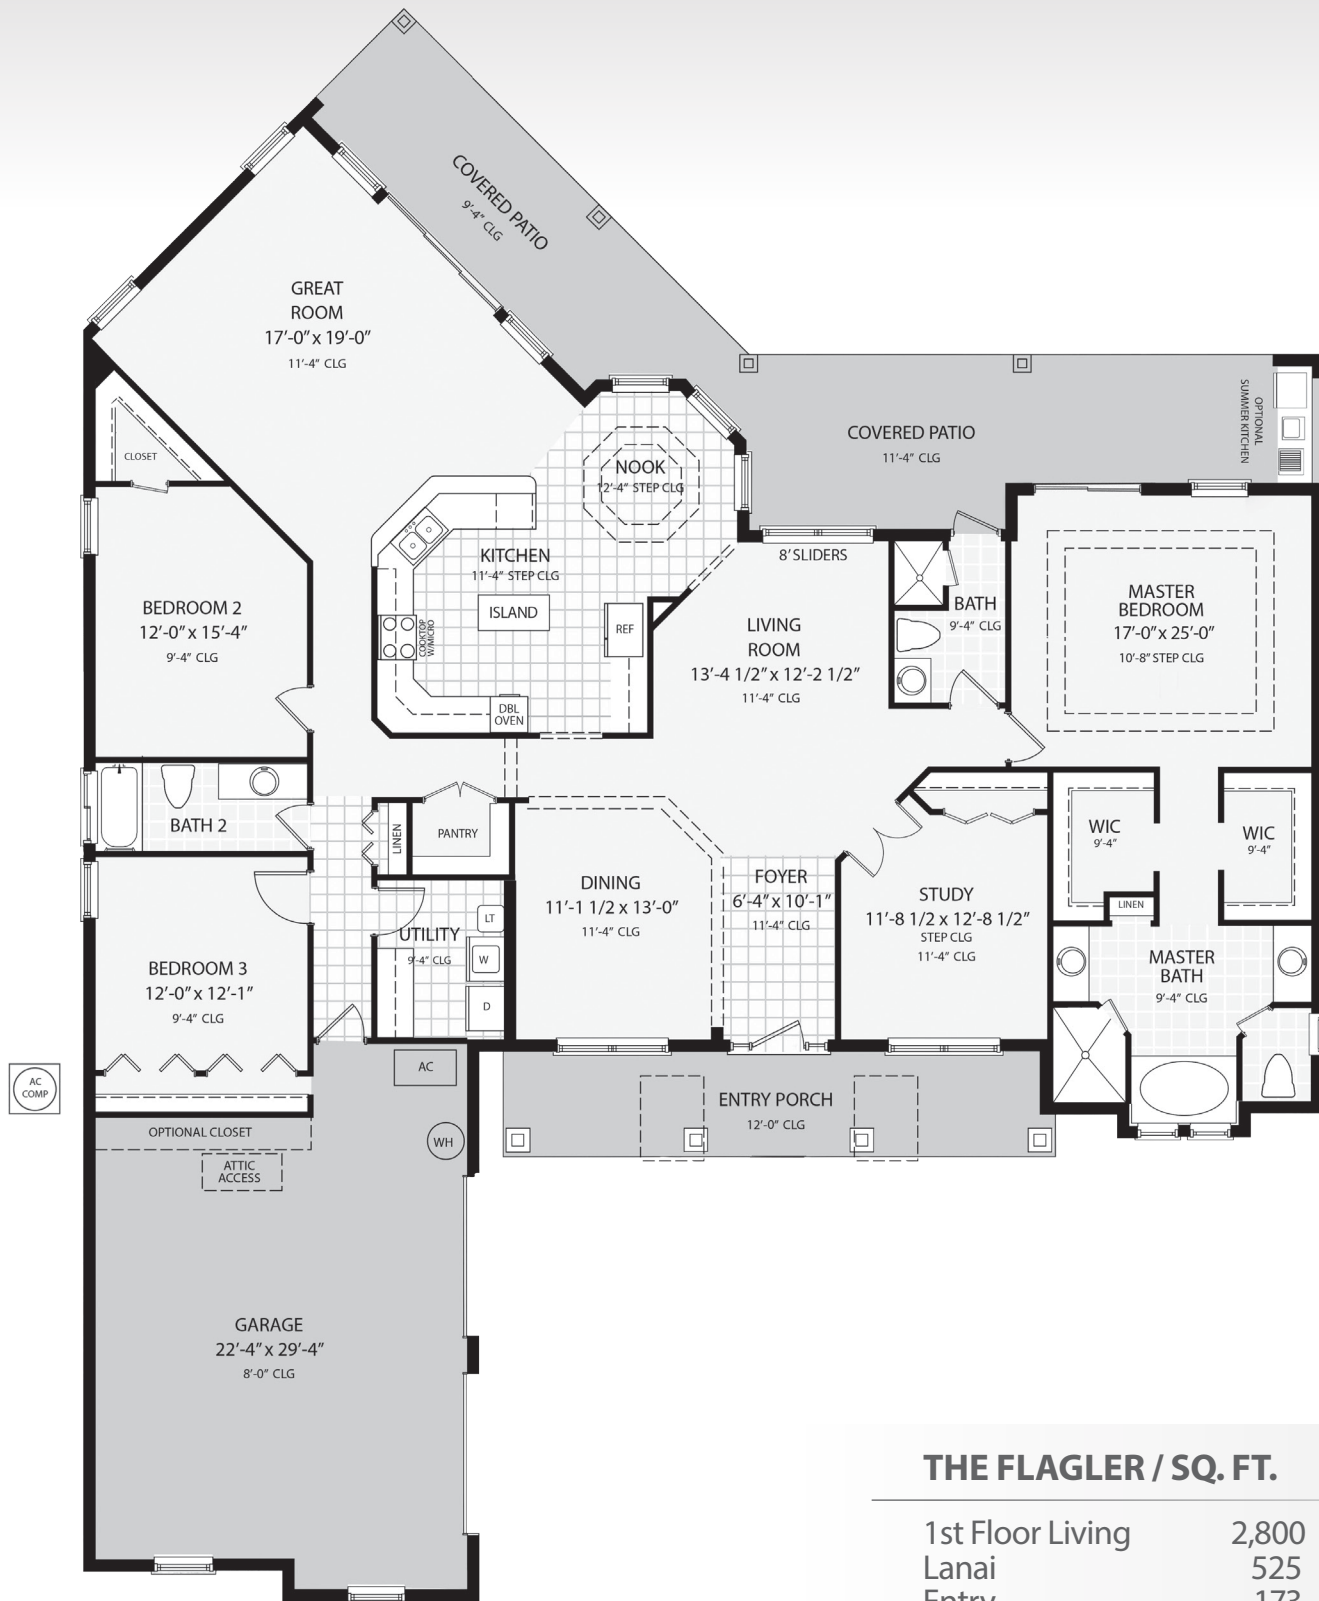 COVERED PATIO
9'-4" CLG
GREAT
ROOM
17'-0" x 19'-0"
11'-4" CLG
CLOSET
NOOK
12'-4" STEP CLG
COVERED PATIO
11'-4" CLG
OPTIONAL
SUMMER KITCHEN
KITCHEN
11'-4" STEP CLG
ISLAND
REF
COOKTOP
W/MICRO
DBL
OVEN
8' SLIDERS
LIVING
ROOM
13'-4 1/2" x 12'-2 1/2"
11'-4" CLG
BATH
9'-4" CLG
MASTER
BEDROOM
17'-0" x 25'-0"
10'-8" STEP CLG
BEDROOM 2
12'-0" x 15'-4"
9'-4" CLG
BATH 2
LINEN
PANTRY
DINING
11'-1 1/2 x 13'-0"
11'-4" CLG
FOYER
6'-4" x 10'-1"
11'-4" CLG
STUDY
11'-8 1/2 x 12'-8 1/2"
STEP CLG
11'-4" CLG
WIC
9'-4"
WIC
9'-4"
LINEN
MASTER
BATH
9'-4" CLG
UTILITY
9'-4" CLG
LT
W
D
BEDROOM 3
12'-0" x 12'-1"
9'-4" CLG
AC
COMP
AC
WH
OPTIONAL CLOSET
ATTIC
ACCESS
ENTRY PORCH
12'-0" CLG
GARAGE
22'-4" x 29'-4"
8'-0" CLG
THE FLAGLER / SQ. FT.
1st Floor Living 2,800
Lanai 525
Entry 173